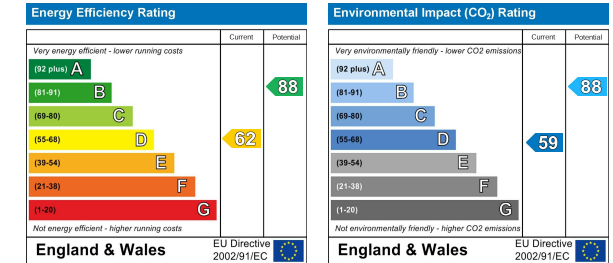 Energy Efficiency Rating
Current Potential
Very energy efficient - lower running costs
(92 plus) A
(81-91) B
88
(69-80) C
(55-68) D
62
(39-54) E
(21-38) F
(1-20) G
Not energy efficient - higher running costs
England & Wales
EU Directive
2002/91/EC
Environmental Impact (CO2) Rating
Current Potential
Very environmentally friendly - lower CO2 emissions
(92 plus) A
(81-91) B
88
(69-80) C
(55-68) D
59
(39-54) E
(21-38) F
(1-20) G
Not environmentally friendly - higher CO2 emissions
England & Wales
EU Directive
2002/91/EC